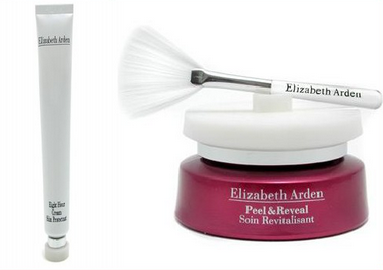 Elizabeth Arden
Eight Hour
Cream
Skin Protectant
Elizabeth Arden
Elizabeth Arden
Peel&Reveal
Soin Revitalisant